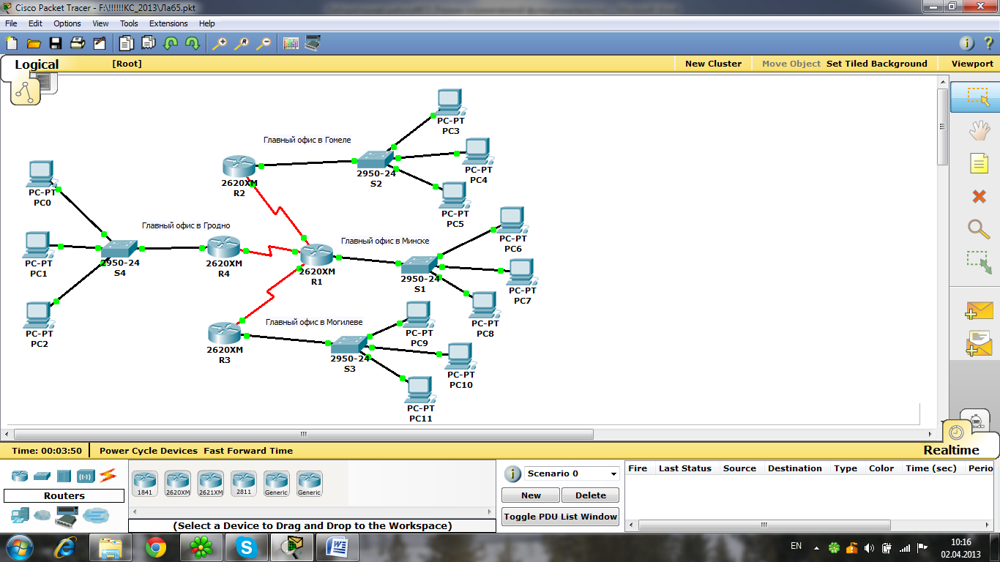 Cisco Packet Tracer - F:\!!!!!!КС_2013\Ла65.pkt
File Edit Options View Tools Extensions Help
Logical
[Root]
New Cluster
Move Object
Set Tiled Background
Viewport
PC-PT
PC3
Главный офис в Гомеле
PC-PT
PC4
2950-24
S2
2620XM
R2
PC-PT
PC0
PC-PT
PC5
Главный офис в Гродно
Главный офис в Минске
PC-PT
PC6
PC-PT
PC1
2950-24
S4
2620XM
R4
2620XM
R1
2950-24
S1
PC-PT
PC7
PC-PT
PC2
Главный офис в Могилеве
PC-PT
PC8
PC-PT
PC9
2620XM
R3
2950-24
S3
PC-PT
PC10
PC-PT
PC11
Time: 00:03:50
Power Cycle Devices Fast Forward Time
Realtime
Routers
1841
2620XM
2621XM
2811
Generic
Generic
(Select a Device to Drag and Drop to the Workspace)
Scenario 0
New
Delete
Toggle PDU List Window
Fire Last Status Source Destination Type Color Time (sec) Perio
EN
10:16
02.04.2013